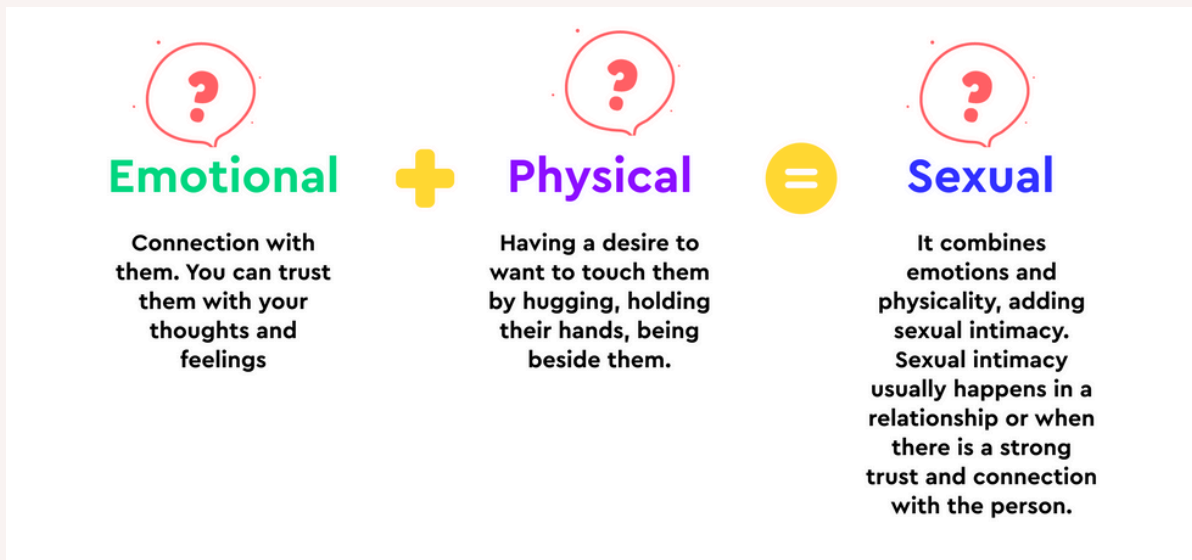 ?
?
?
Emotional + Physical = Sexual
Connection with
them. You can trust
them with your
thoughts and
feelings
Having a desire to
want to touch them
by hugging, holding
their hands, being
beside them.
It combines
emotions and
physicality, adding
sexual intimacy.
Sexual intimacy
usually happens in a
relationship or when
there is a strong
trust and connection
with the person.